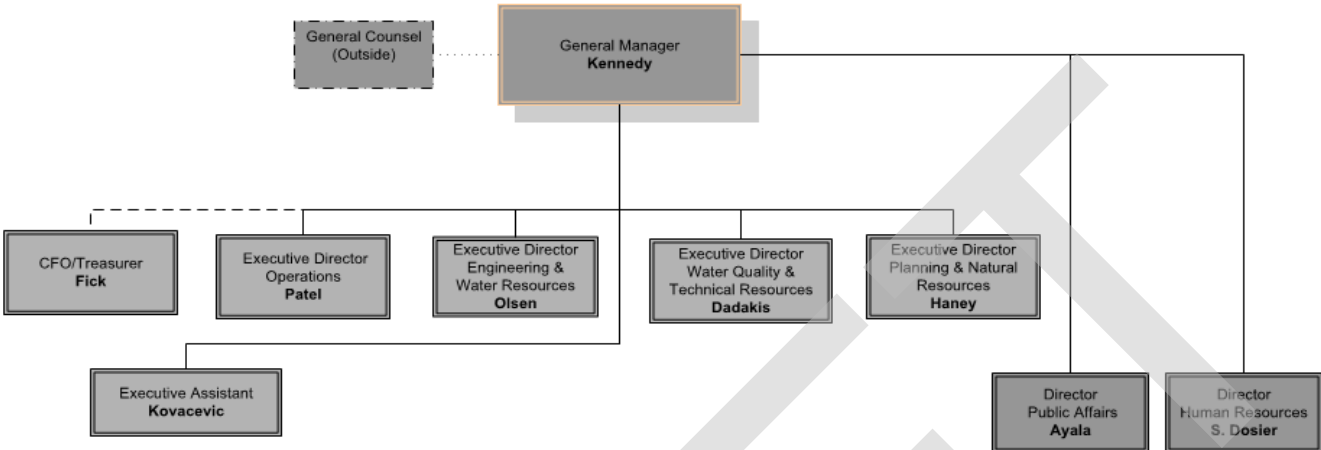 General Counsel
(Outside)
General Manager
Kennedy
CFO/Treasurer
Fick
Executive Director
Operations
Patel
Executive Director
Engineering &
Water Resources
Olsen
Executive Director
Water Quality &
Technical Resources
Dadakis
Executive Director
Planning & Natural
Resources
Haney
Executive Assistant
Kovacevic
Director
Public Affairs
Ayala
Director
Human Resources
S. Dosier